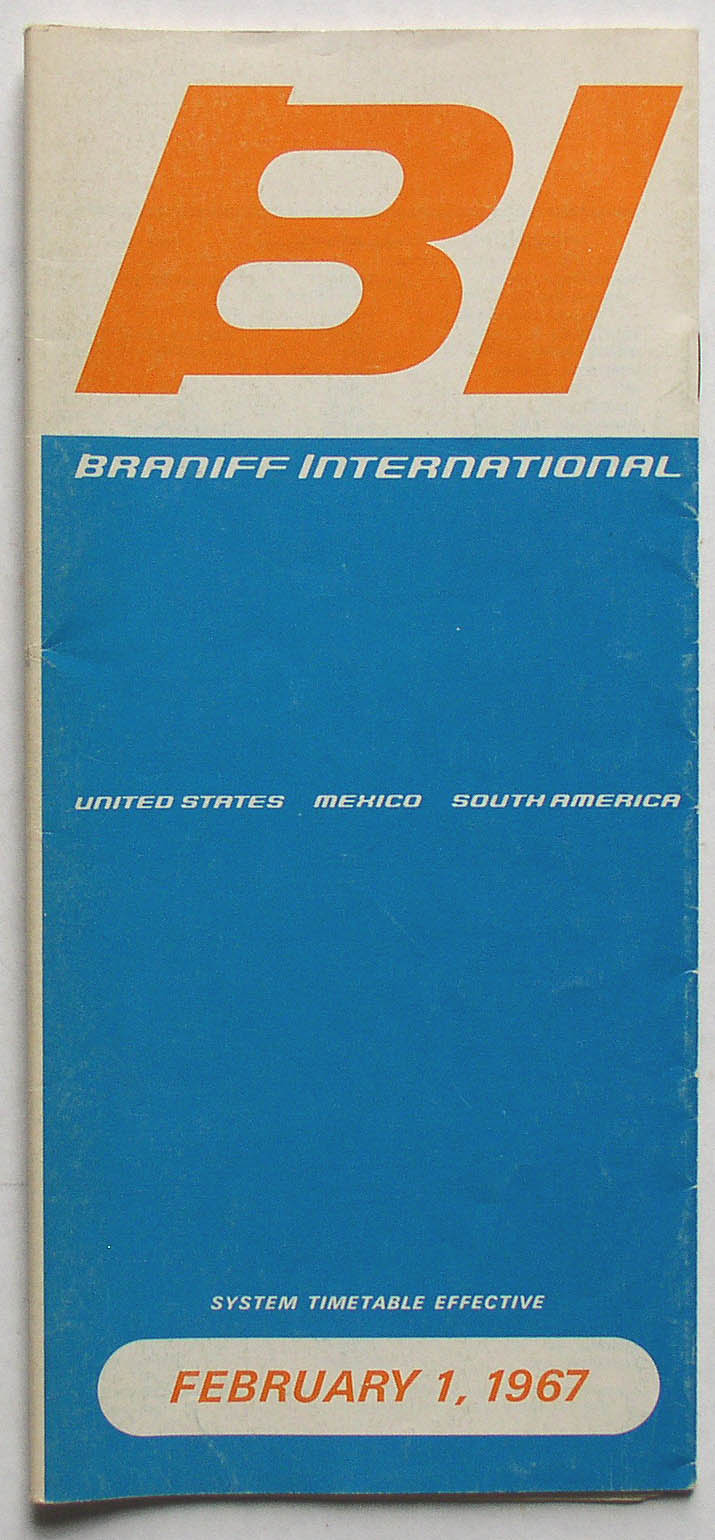 BI
BRANIFF INTERNATIONAL
UNITED STATES MEXICO SOUTH AMERICA
SYSTEM TIMETABLE EFFECTIVE
FEBRUARY 1, 1967